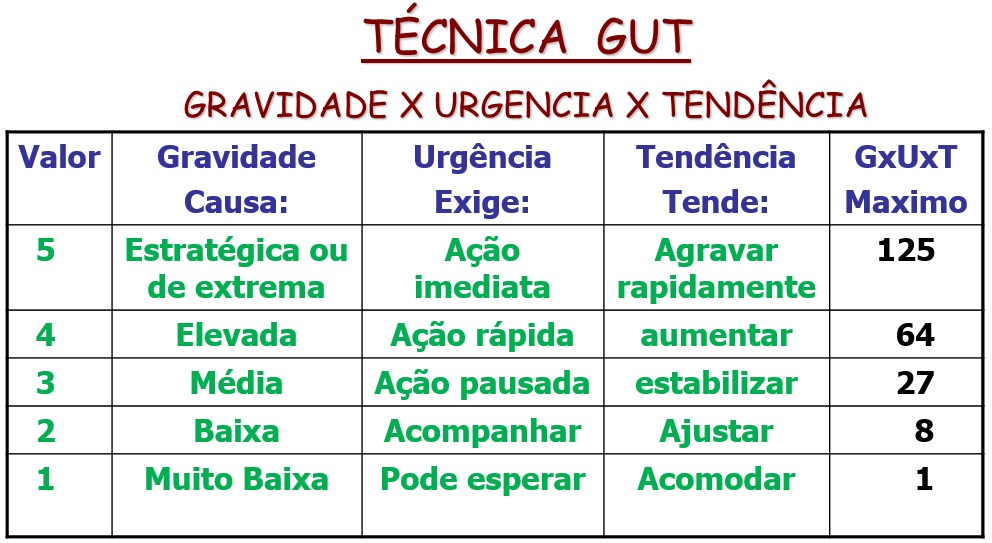 TÉCNICA GUT
GRAVIDADE X URGENCIA X TENDÊNCIA
Valor Gravidade Urgência Tendência GxUxT
Causa: Exige: Tende: Maximo
5 Estratégica ou Ação Agravar 125
de extrema imediata rapidamente
4 Elevada Ação rápida aumentar 64
3 Média Ação pausada estabilizar 27
2 Baixa Acompanhar Ajustar 8
1 Muito Baixa Pode esperar Acomodar 1